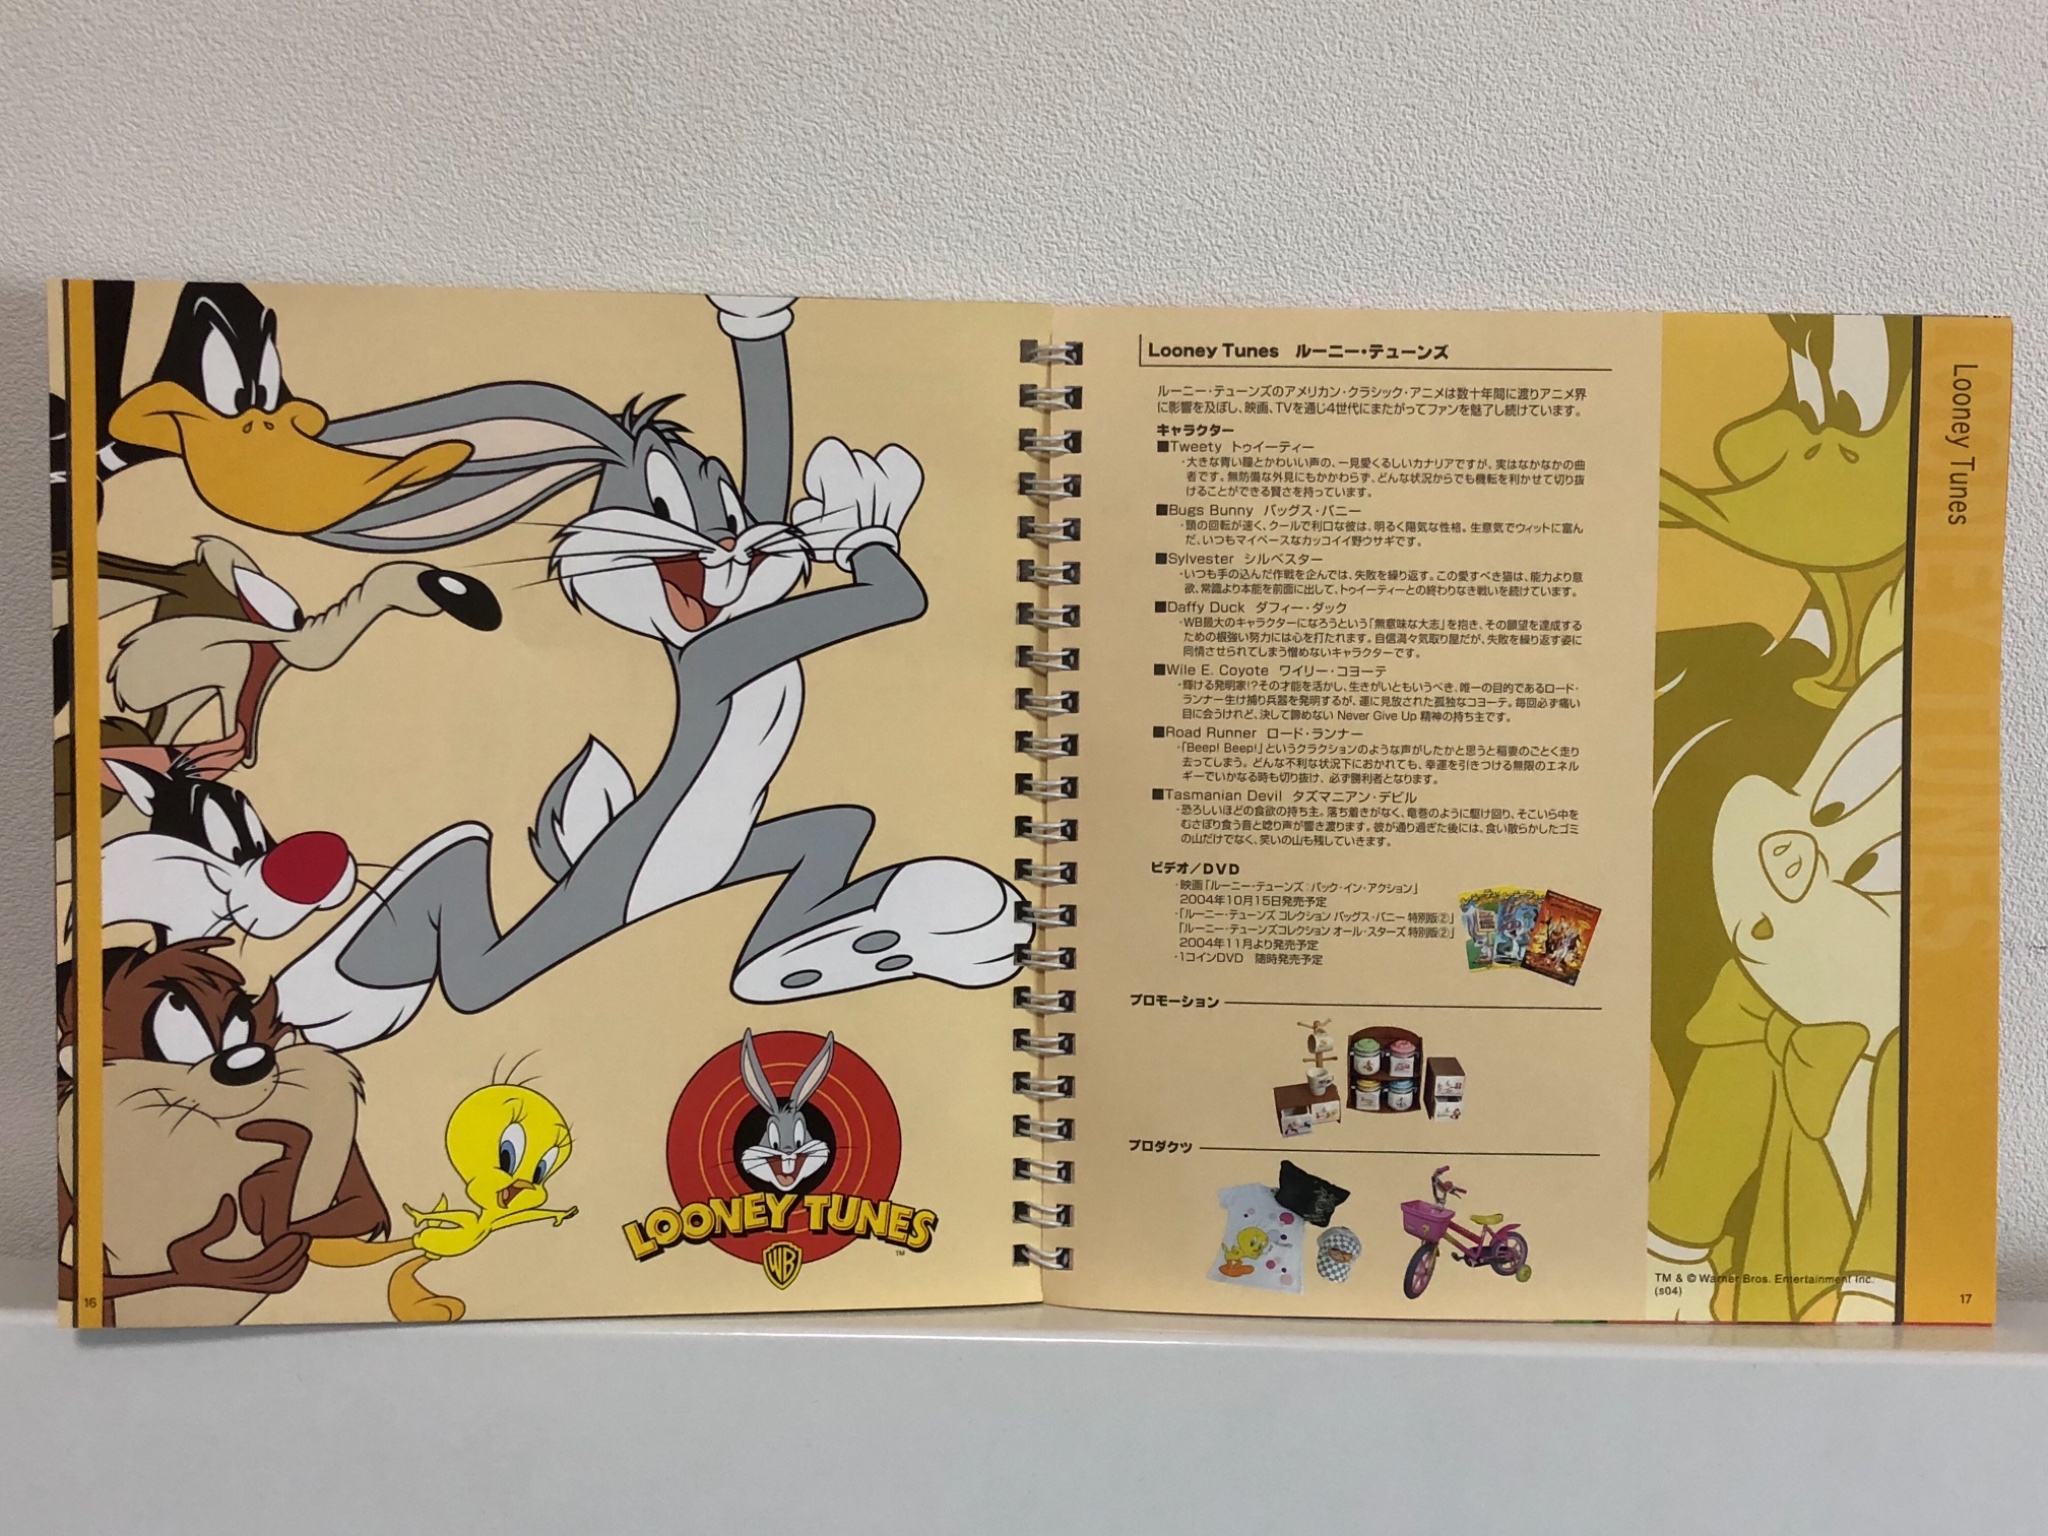 LOONEY TUNES
TM
WB
16
Looney Tunes ルーニー・テューンズ
ルーニー・テューンズのアメリカン・クラシック・アニメは数十年間に渡りアニメ界
に影響を及ぼし、映画、TVを通じ4世代にまたがってファンを魅了し続けています。
キャラクター
■Tweety トゥイーティー
・大きな青い瞳とかわいい声の、一見愛くるしいカナリアですが、実はなかなかの曲
者です。無防備な外見にもかかわらず、どんな状況からでも機転を利かせて切り抜
けることができる賢さを持っています。
■Bugs Bunny バッグス・バニー
・頭の回転が速く、クールで利口な彼は、明るく陽気な性格。生意気でウィットに富ん
だ、いつもマイペースなカッコイイ野ウサギです。
■Sylvester シルベスター
・いつも手の込んだ作戦を企んでは、失敗を繰り返す。この愛すべき猫は、能力より意
欲、常識より本能を前面に出して、トゥイーティーとの終わりなき戦いを続けています。
■Daffy Duck ダフィー・ダック
・WB最大のキャラクターになろうという「無意味な大志」を抱き、その願望を達成する
ための根強い努力には心を打たれます。自信満々気取り屋だが、失敗を繰り返す姿に
同情させられてしまう憎めないキャラクターです。
■Wile E. Coyote ワイリー・コヨーテ
・輝ける発明家!?その才能を活かし、生きがいともいうべき、唯一の目的であるロード・
ランナー生け捕り兵器を発明するが、運に見放された孤独なコヨーテ。毎回必ず痛い
目に会うけれど、決して諦めない Never Give Up 精神の持ち主です。
■Road Runner ロード・ランナー
・「Beep! Beep!」というクラクションのような声がしたかと思うと稲妻のごとく走り
去ってしまう。どんな不利な状況下におかれても、幸運を引きつける無限のエネル
ギーでいかなる時も切り抜け、必ず勝利者となります。
■Tasmanian Devil タズマニアン・デビル
・恐ろしいほどの食欲の持ち主。落ち着きがなく、竜巻のように駆け回り、そこいら中を
むさぼり食う音と唸り声が響き渡ります。彼が通り過ぎた後には、食い散らかしたゴミ
の山だけでなく、笑いの山も残していきます。
ビデオ/DVD
・映画「ルーニー・テューンズ:バック・イン・アクション」
2004年10月15日発売予定
・「ルーニー・テューンズ コレクション バッグス・バニー 特別版②」
「ルーニー・テューンズコレクション オール・スターズ 特別版②」
2004年11月より発売予定
・1コインDVD 随時発売予定
プロモーション
プロダクツ
TM & © Warner Bros. Entertainment Inc.
(s04)
Looney Tunes
LOONEY TUNES
17